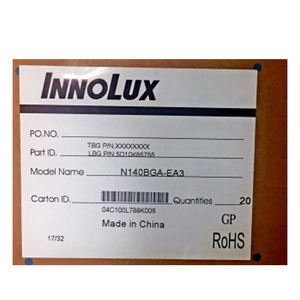 INNOLUX
PO.NO.
TBG P/N:XXXXXXXX
Part ID. LBG P/N:5D10K85755
Model Name N140BGA-EA3
Carton ID. Quantities 20
04C100L788K006
Made in China
GP
17/32 RoHS